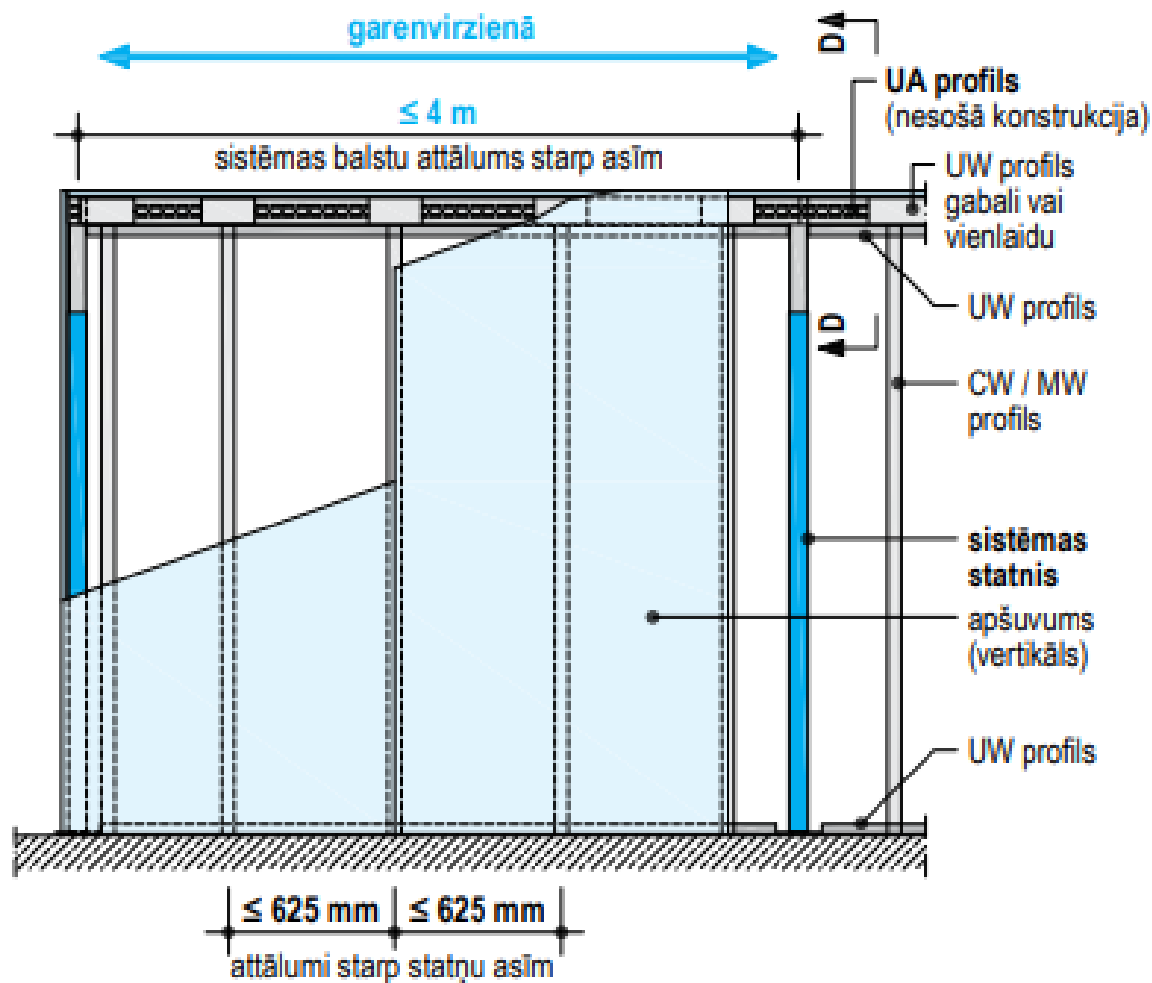 garenvirzienā
D
UA profils
(nesošā konstrukcija)
≤ 4 m
sistēmas balstu attālums starp asīm
UW profils
gabali vai
vienlaidu
UW profils
D
CW / MW
profils
sistēmas
statnis
apšuvums
(vertikāls)
UW profils
≤ 625 mm ≤ 625 mm
attālumi starp statņu asīm